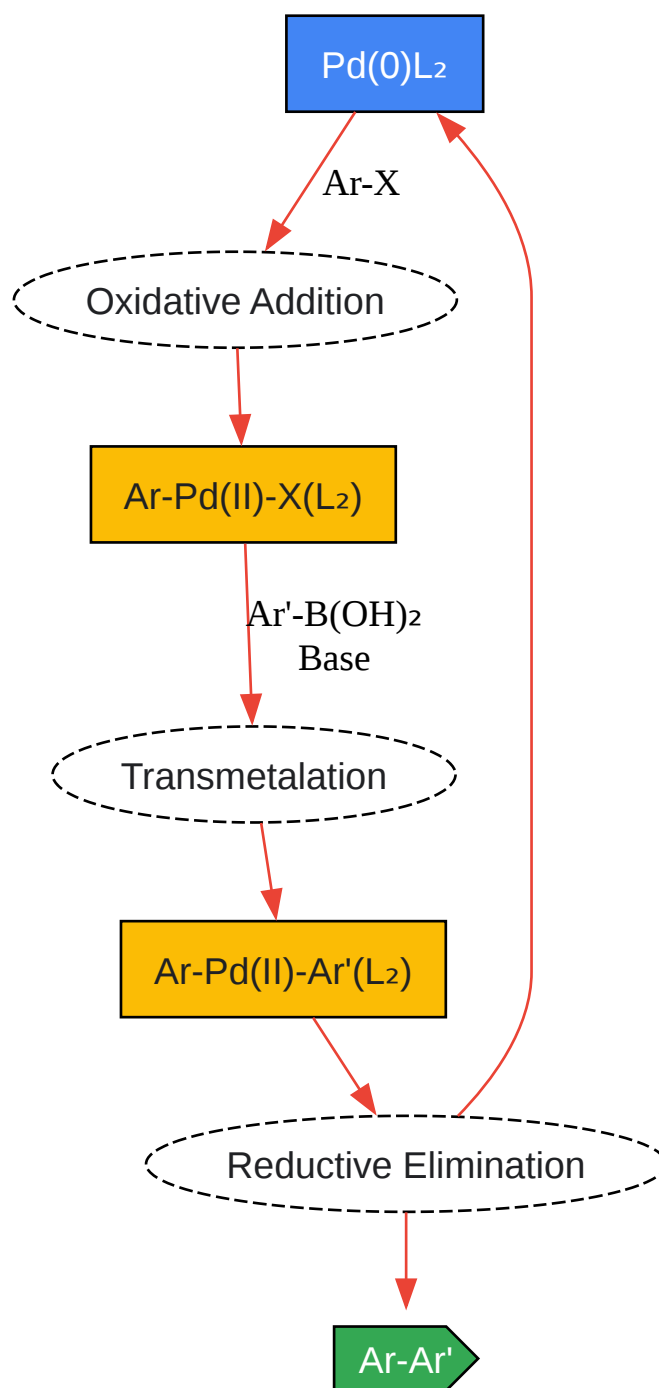 Pd(0)L₂
Ar-X
Oxidative Addition
Ar-Pd(II)-X(L₂)
Ar'-B(OH)₂
Base
Transmetalation
Ar-Pd(II)-Ar'(L₂)
Reductive Elimination
Ar-Ar'